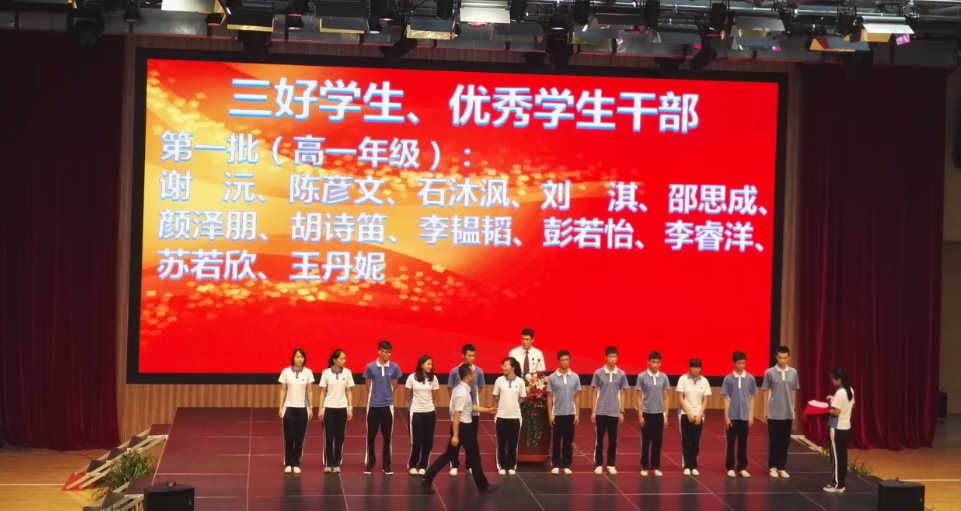 三好学生、优秀学生干部
第一批（高一年级）：
谢　沅、陈彦文、石沐沨、刘　淇、邵思成、
颜泽朋、胡诗笛、李韫韬、彭若怡、李睿洋、
苏若欣、王丹妮